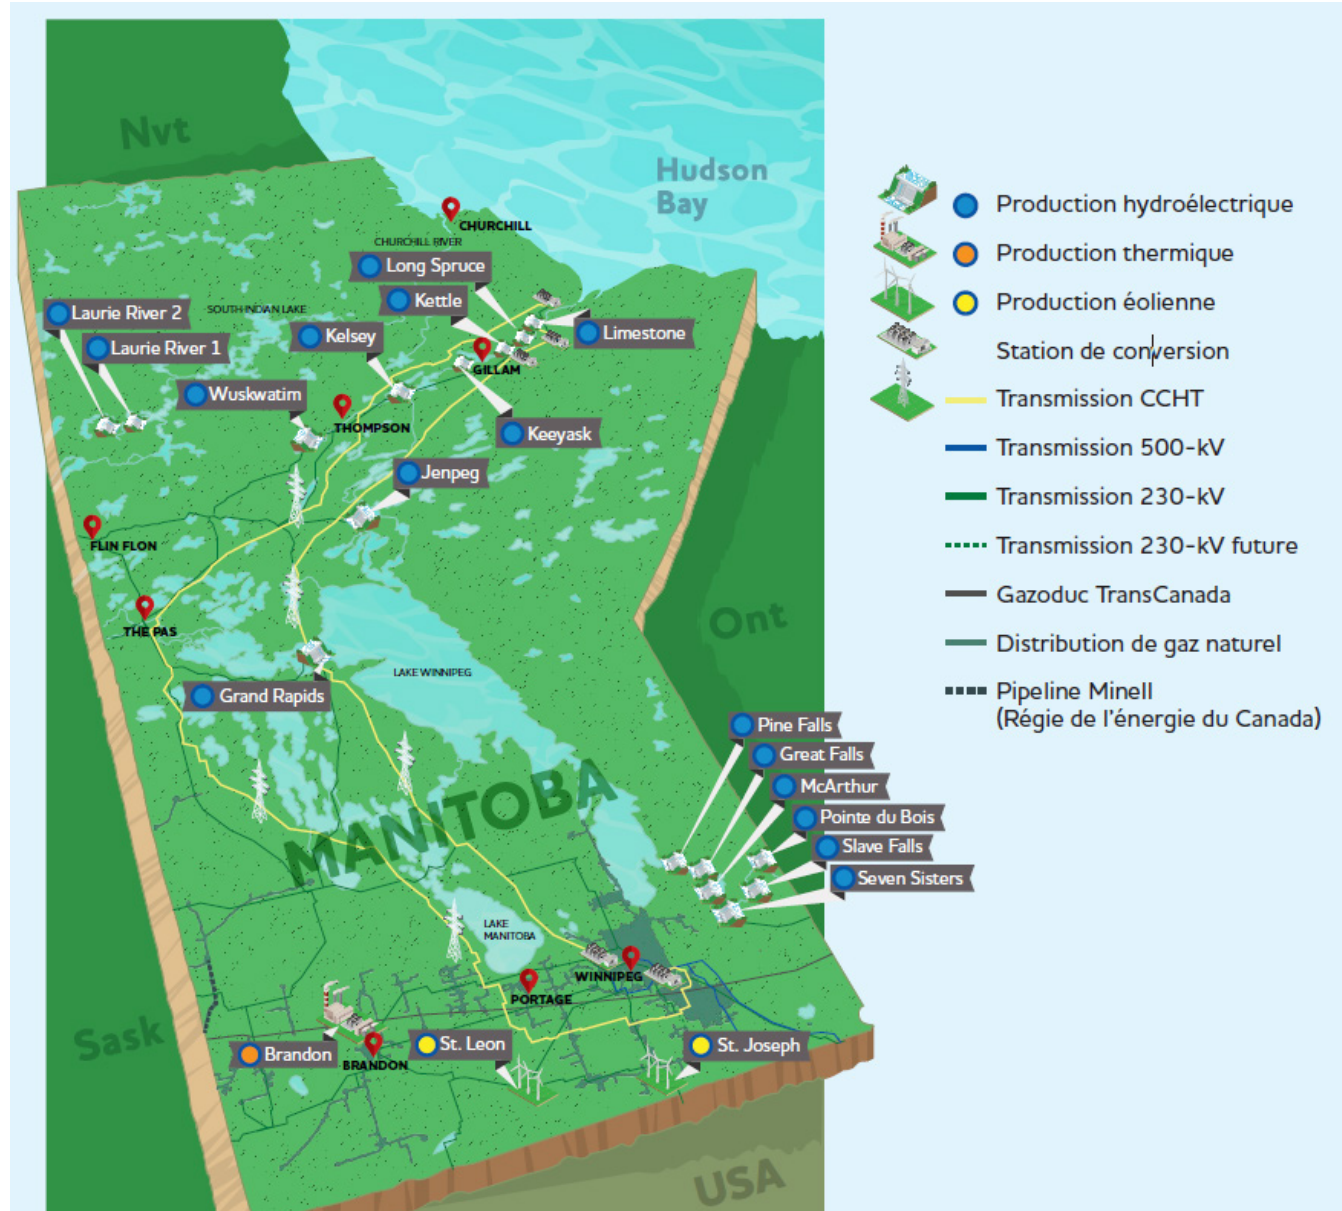 Nvt
Hudson
Bay
CHURCHILL
CHURCHILL RIVER
Long Spruce
Kettle
Laurie River 2
SOUTH INDIAN LAKE
Limestone
Kelsey
Laurie River 1
GILLAM
Wuskwatim
THOMPSON
Keeyask
Jenpeg
FLIN FLON
THE PAS
Ont
LAKE WINNIPEG
Grand Rapids
Pine Falls
Great Falls
McArthur
MANITOBA
Pointe du Bois
Slave Falls
Seven Sisters
LAKE
MANITOBA
WINNIPEG
PORTAGE
Sask
Brandon
BRANDON
St. Leon
St. Joseph
USA
Production hydroélectrique
Production thermique
Production éolienne
Station de conversion
Transmission CCHT
Transmission 500-kV
Transmission 230-kV
Transmission 230-kV future
Gazoduc TransCanada
Distribution de gaz naturel
Pipeline Minell
(Régie de l'énergie du Canada)